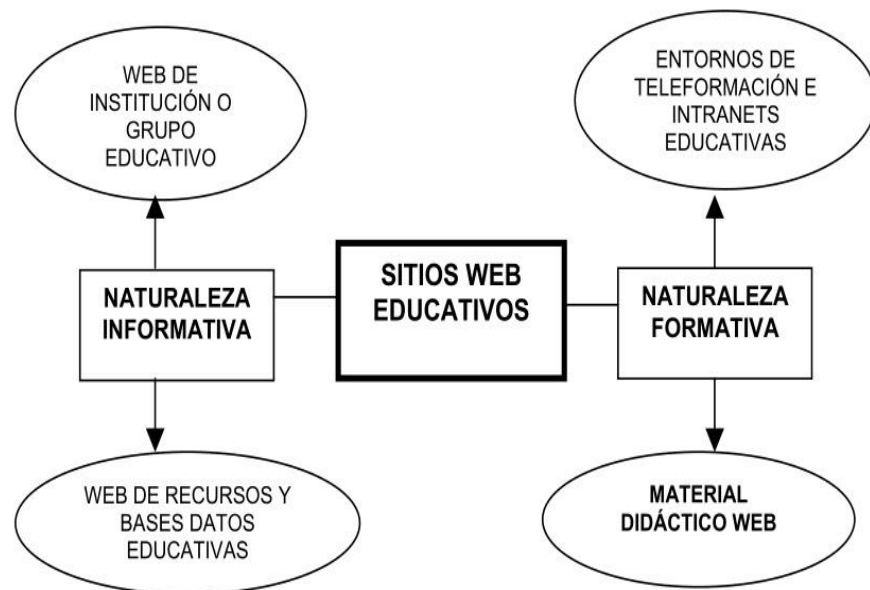 WEB DE
INSTITUCIÓN O
GRUPO
EDUCATIVO
ENTORNOS DE
TELEFORMACIÓN E
INTRANETS
EDUCATIVAS
NATURALEZA
INFORMATIVA
SITIOS WEB
EDUCATIVOS
NATURALEZA
FORMATIVA
WEB DE RECURSOS Y
BASES DATOS
EDUCATIVAS
MATERIAL
DIDÁCTICO WEB